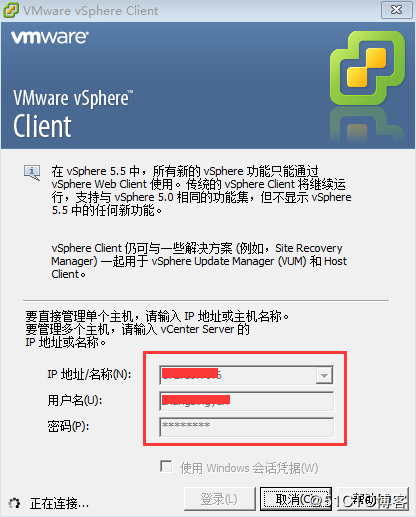 VMware vSphere Client
vmware®
VMware vSphere™
Client
在 vSphere 5.5 中，所有新的 vSphere 功能只能通过
vSphere Web Client 使用。传统的 vSphere Client 将继续运
行，支持与 vSphere 5.0 相同的功能集，但不显示 vSphere
5.5 中的任何新功能。
vSphere Client 仍可与一些解决方案 (例如，Site Recovery
Manager) 一起用于 vSphere Update Manager (VUM) 和 Host
Client。
要直接管理单个主机，请输入 IP 地址或主机名称。
要管理多个主机，请输入 vCenter Server 的
IP 地址或名称。
IP 地址/名称(N):
用户名(U):
密码(P): ********
使用 Windows 会话凭据(W)
正在连接... 登录(L) 取消(C) 帮助(H)
@51CTO博客